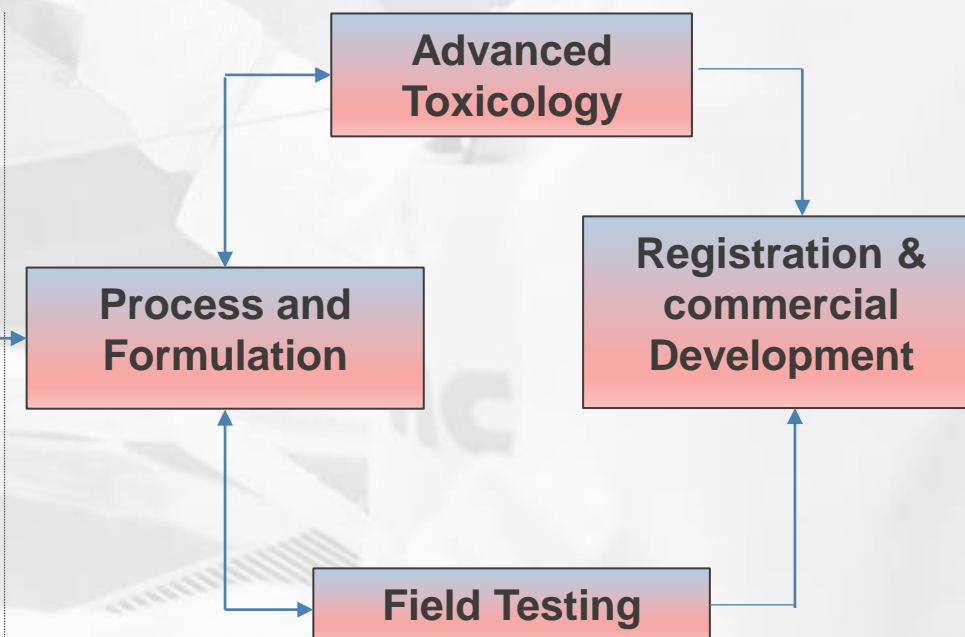 Advanced
Toxicology
Process and
Formulation
Registration &
commercial
Development
Field Testing